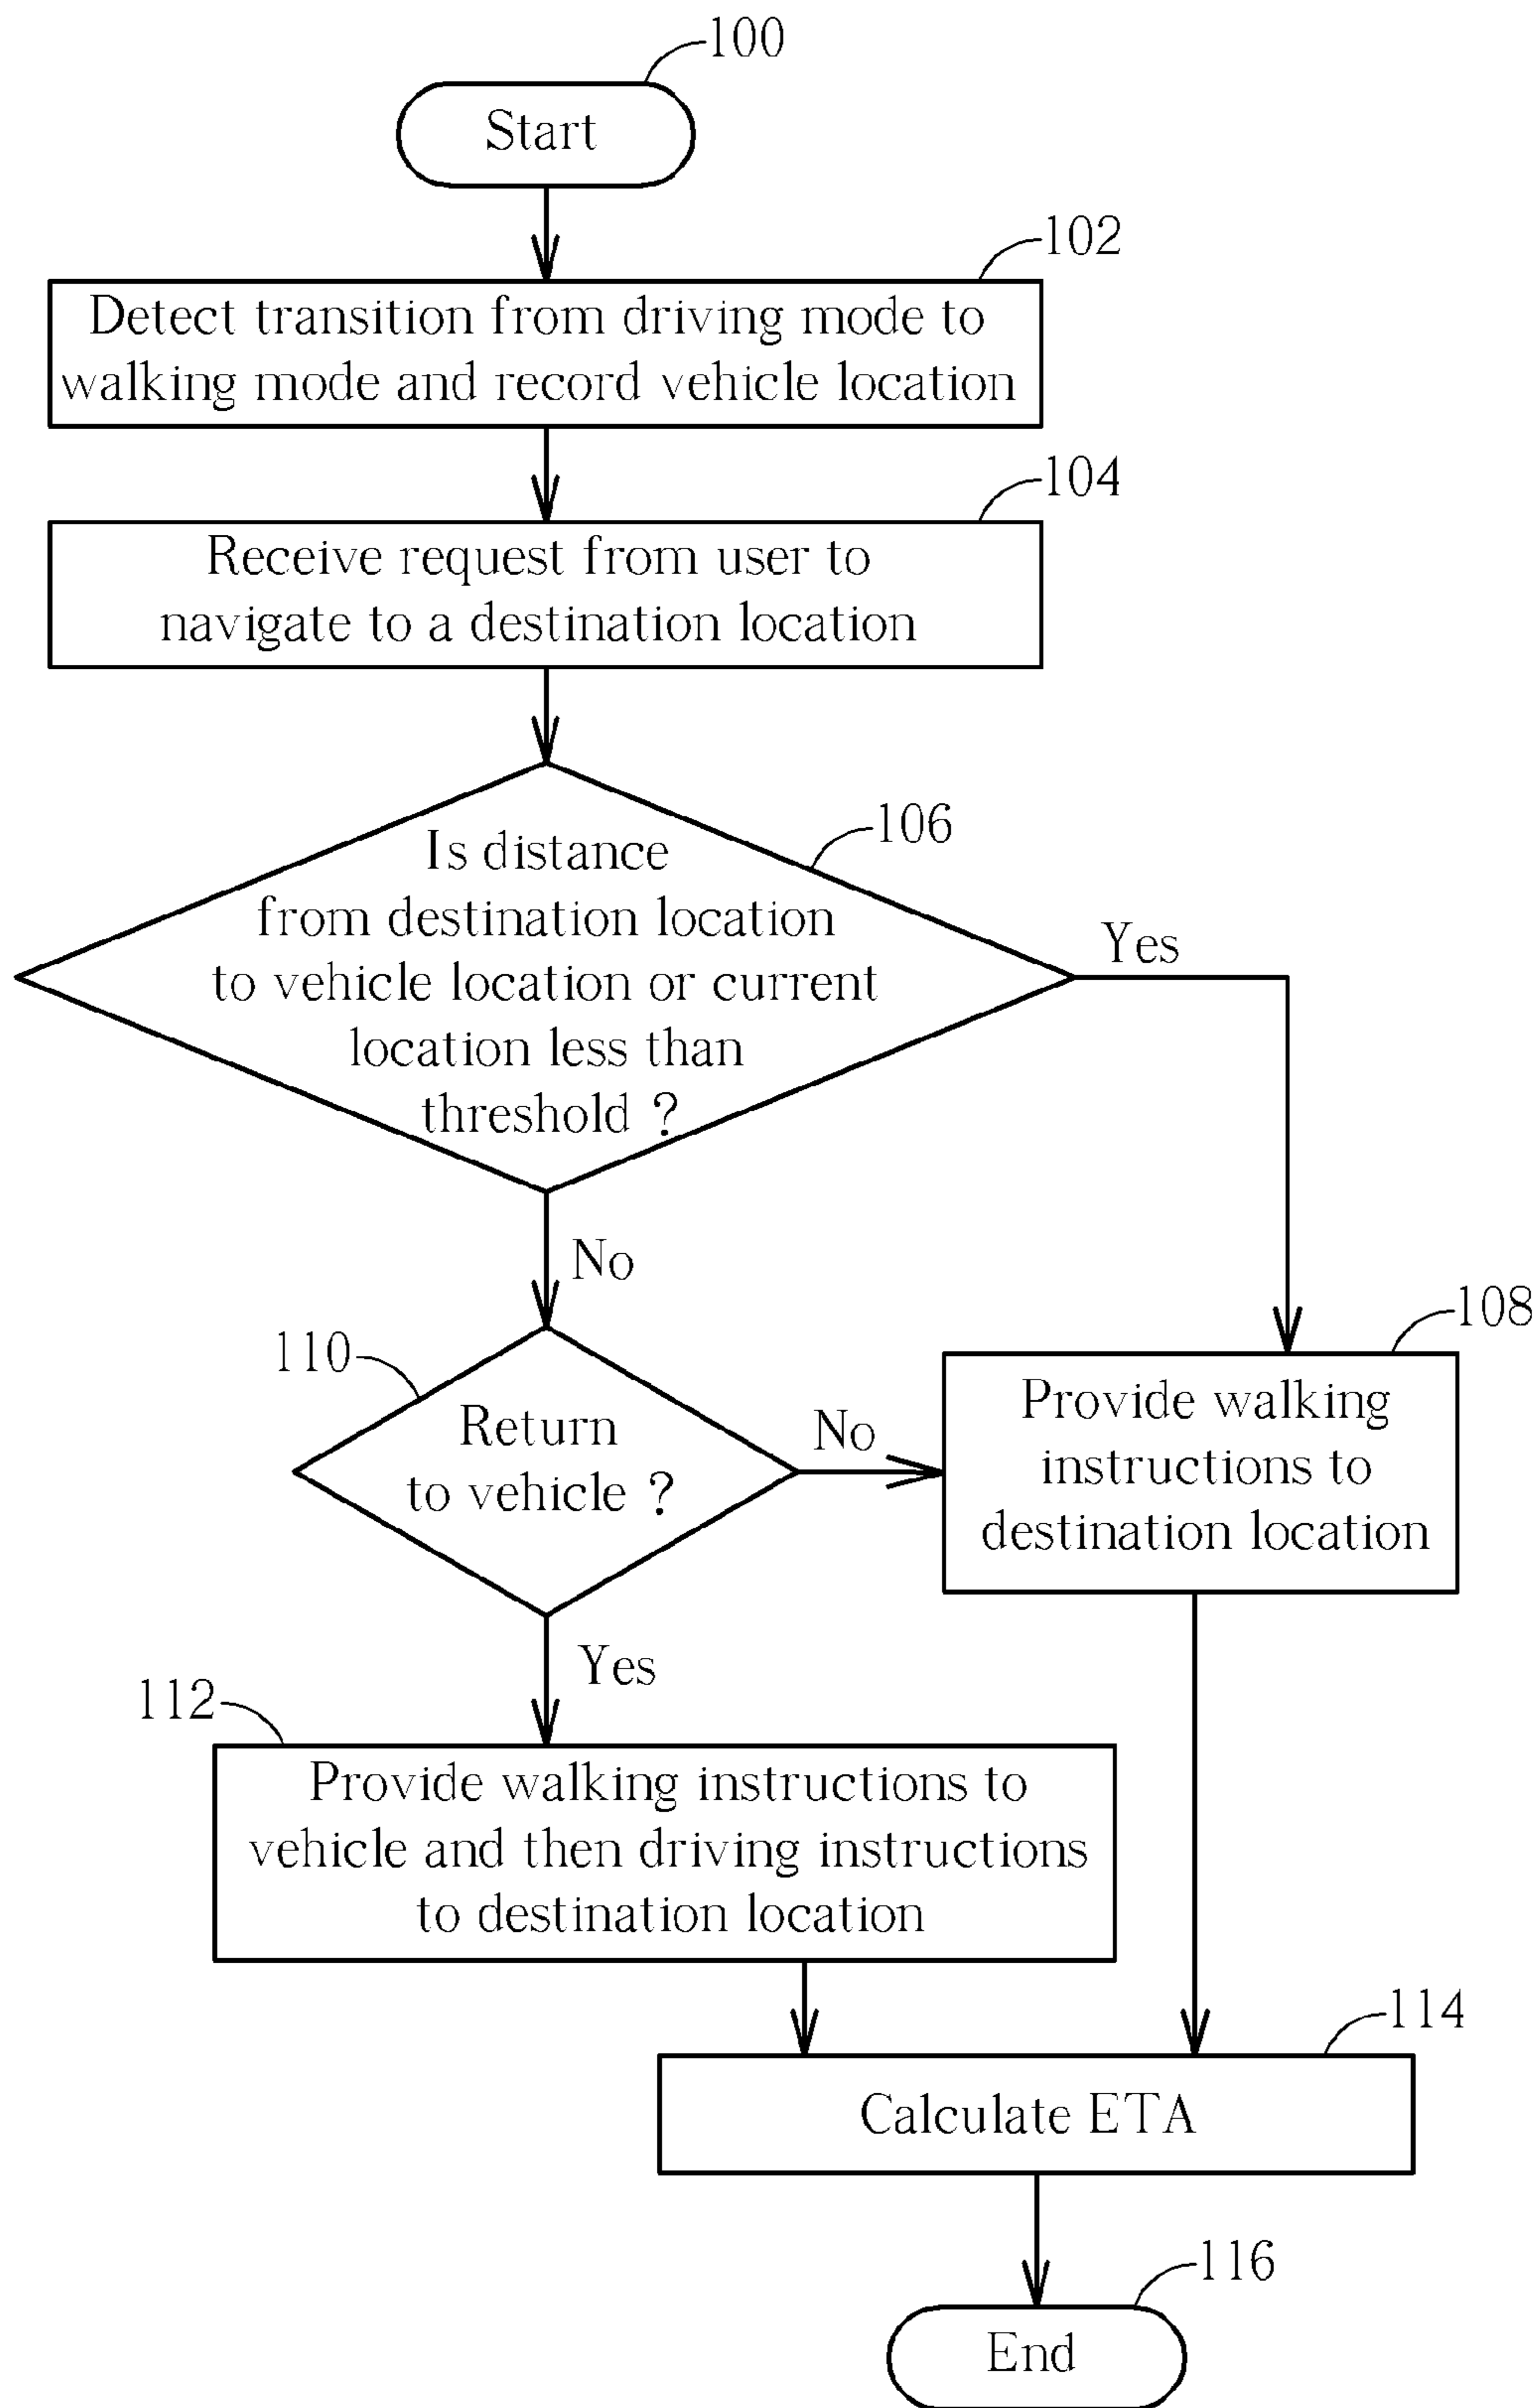 100
Start
102
Detect transition from driving mode to
walking mode and record vehicle location
104
Receive request from user to
navigate to a destination location
106
Is distance
from destination location
to vehicle location or current
location less than
threshold ?
Yes
No
108
110
Return
to vehicle ?
No
Provide walking
instructions to
destination location
Yes
112
Provide walking instructions to
vehicle and then driving instructions
to destination location
114
Calculate ETA
116
End